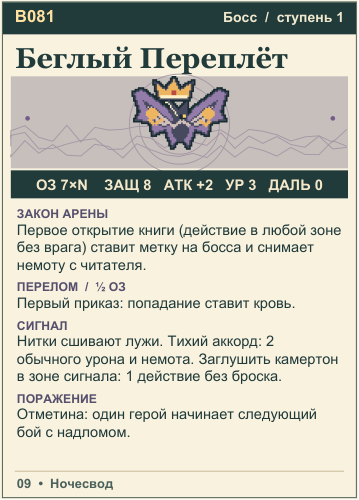 B081 Босс / ступень 1
Беглый Переплёт
ОЗ 7×N ЗАЩ 8 АТК +2 УР 3 ДАЛЬ 0
ЗАКОН АРЕНЫ
Первое открытие книги (действие в любой зоне
без врага) ставит метку на босса и снимает
немоту с читателя.
ПЕРЕЛОМ / ½ ОЗ
Первый приказ: попадание ставит кровь.
СИГНАЛ
Нитки сшивают лужи. Тихий аккорд: 2
обычного урона и немота. Заглушить камертон
в зоне сигнала: 1 действие без броска.
ПОРАЖЕНИЕ
Отметина: один герой начинает следующий
бой с надломом.
09 • Ночесвод